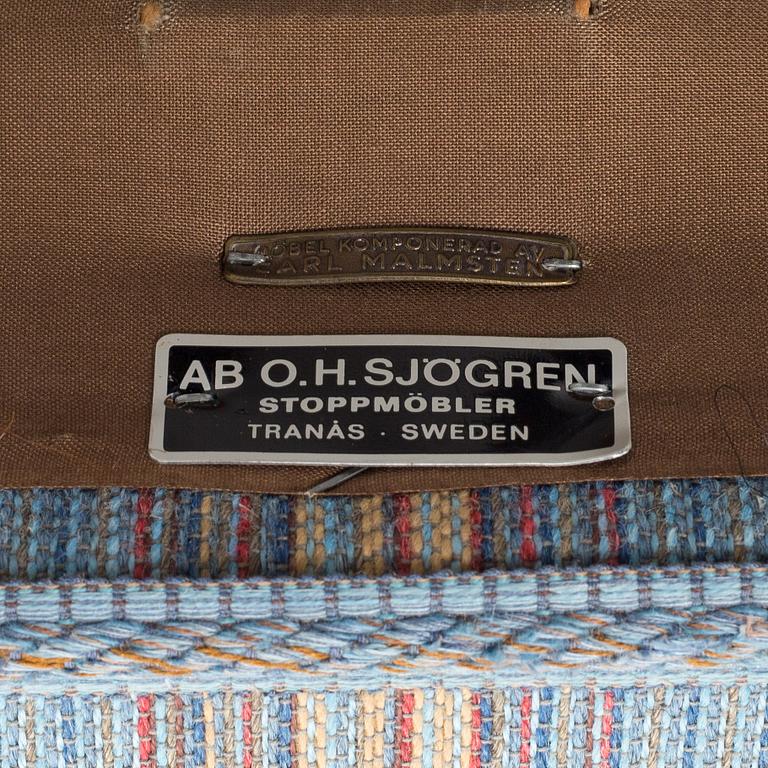 MÖBEL KOMPONERAD AV
CARL MALMSTEN
AB O.H. SJÖGREN
STOPPMÖBLER
TRANÅS · SWEDEN